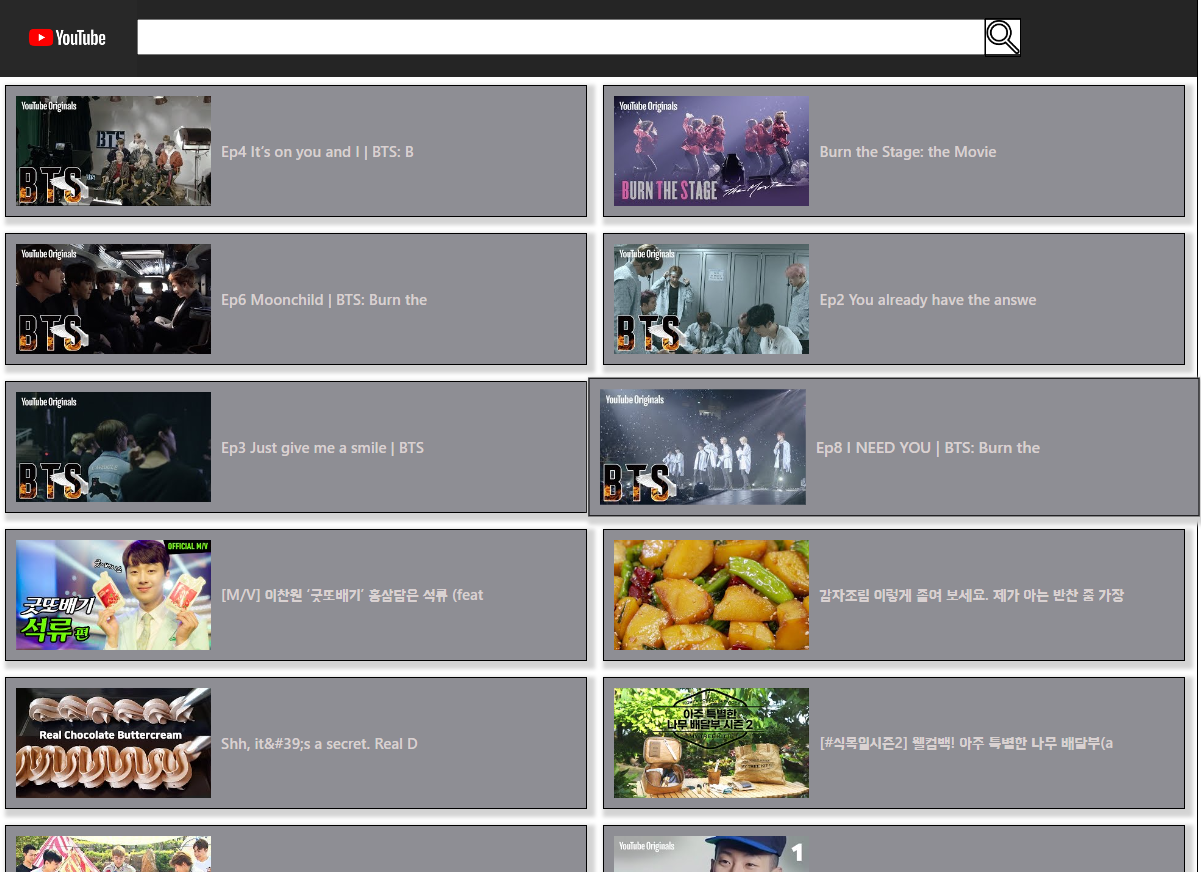 YouTube
YouTube Originals
BTS
BTS
Ep4 It’s on you and I | BTS: B
YouTube Originals
BURN THE STAGE the Movie
Burn the Stage: the Movie
YouTube Originals
BTS
Ep6 Moonchild | BTS: Burn the
YouTube Originals
BTS
Ep2 You already have the answe
YouTube Originals
BTS
Ep3 Just give me a smile | BTS
YouTube Originals
BTS
Ep8 I NEED YOU | BTS: Burn the
OFFICIAL M/V
굿또배기
석류편
[M/V] 이찬원 ‘굿또배기’ 홍삼담은 석류 (feat
감자조림 이렇게 졸여 보세요. 제가 아는 반찬 중 가장
Real Chocolate Buttercream
Shh, it&#39;s a secret. Real D
아주 특별한
나무 배달부 시즌 2
[#식목일시즌2] 웰컴백! 아주 특별한 나무 배달부(a
YouTube Originals
1